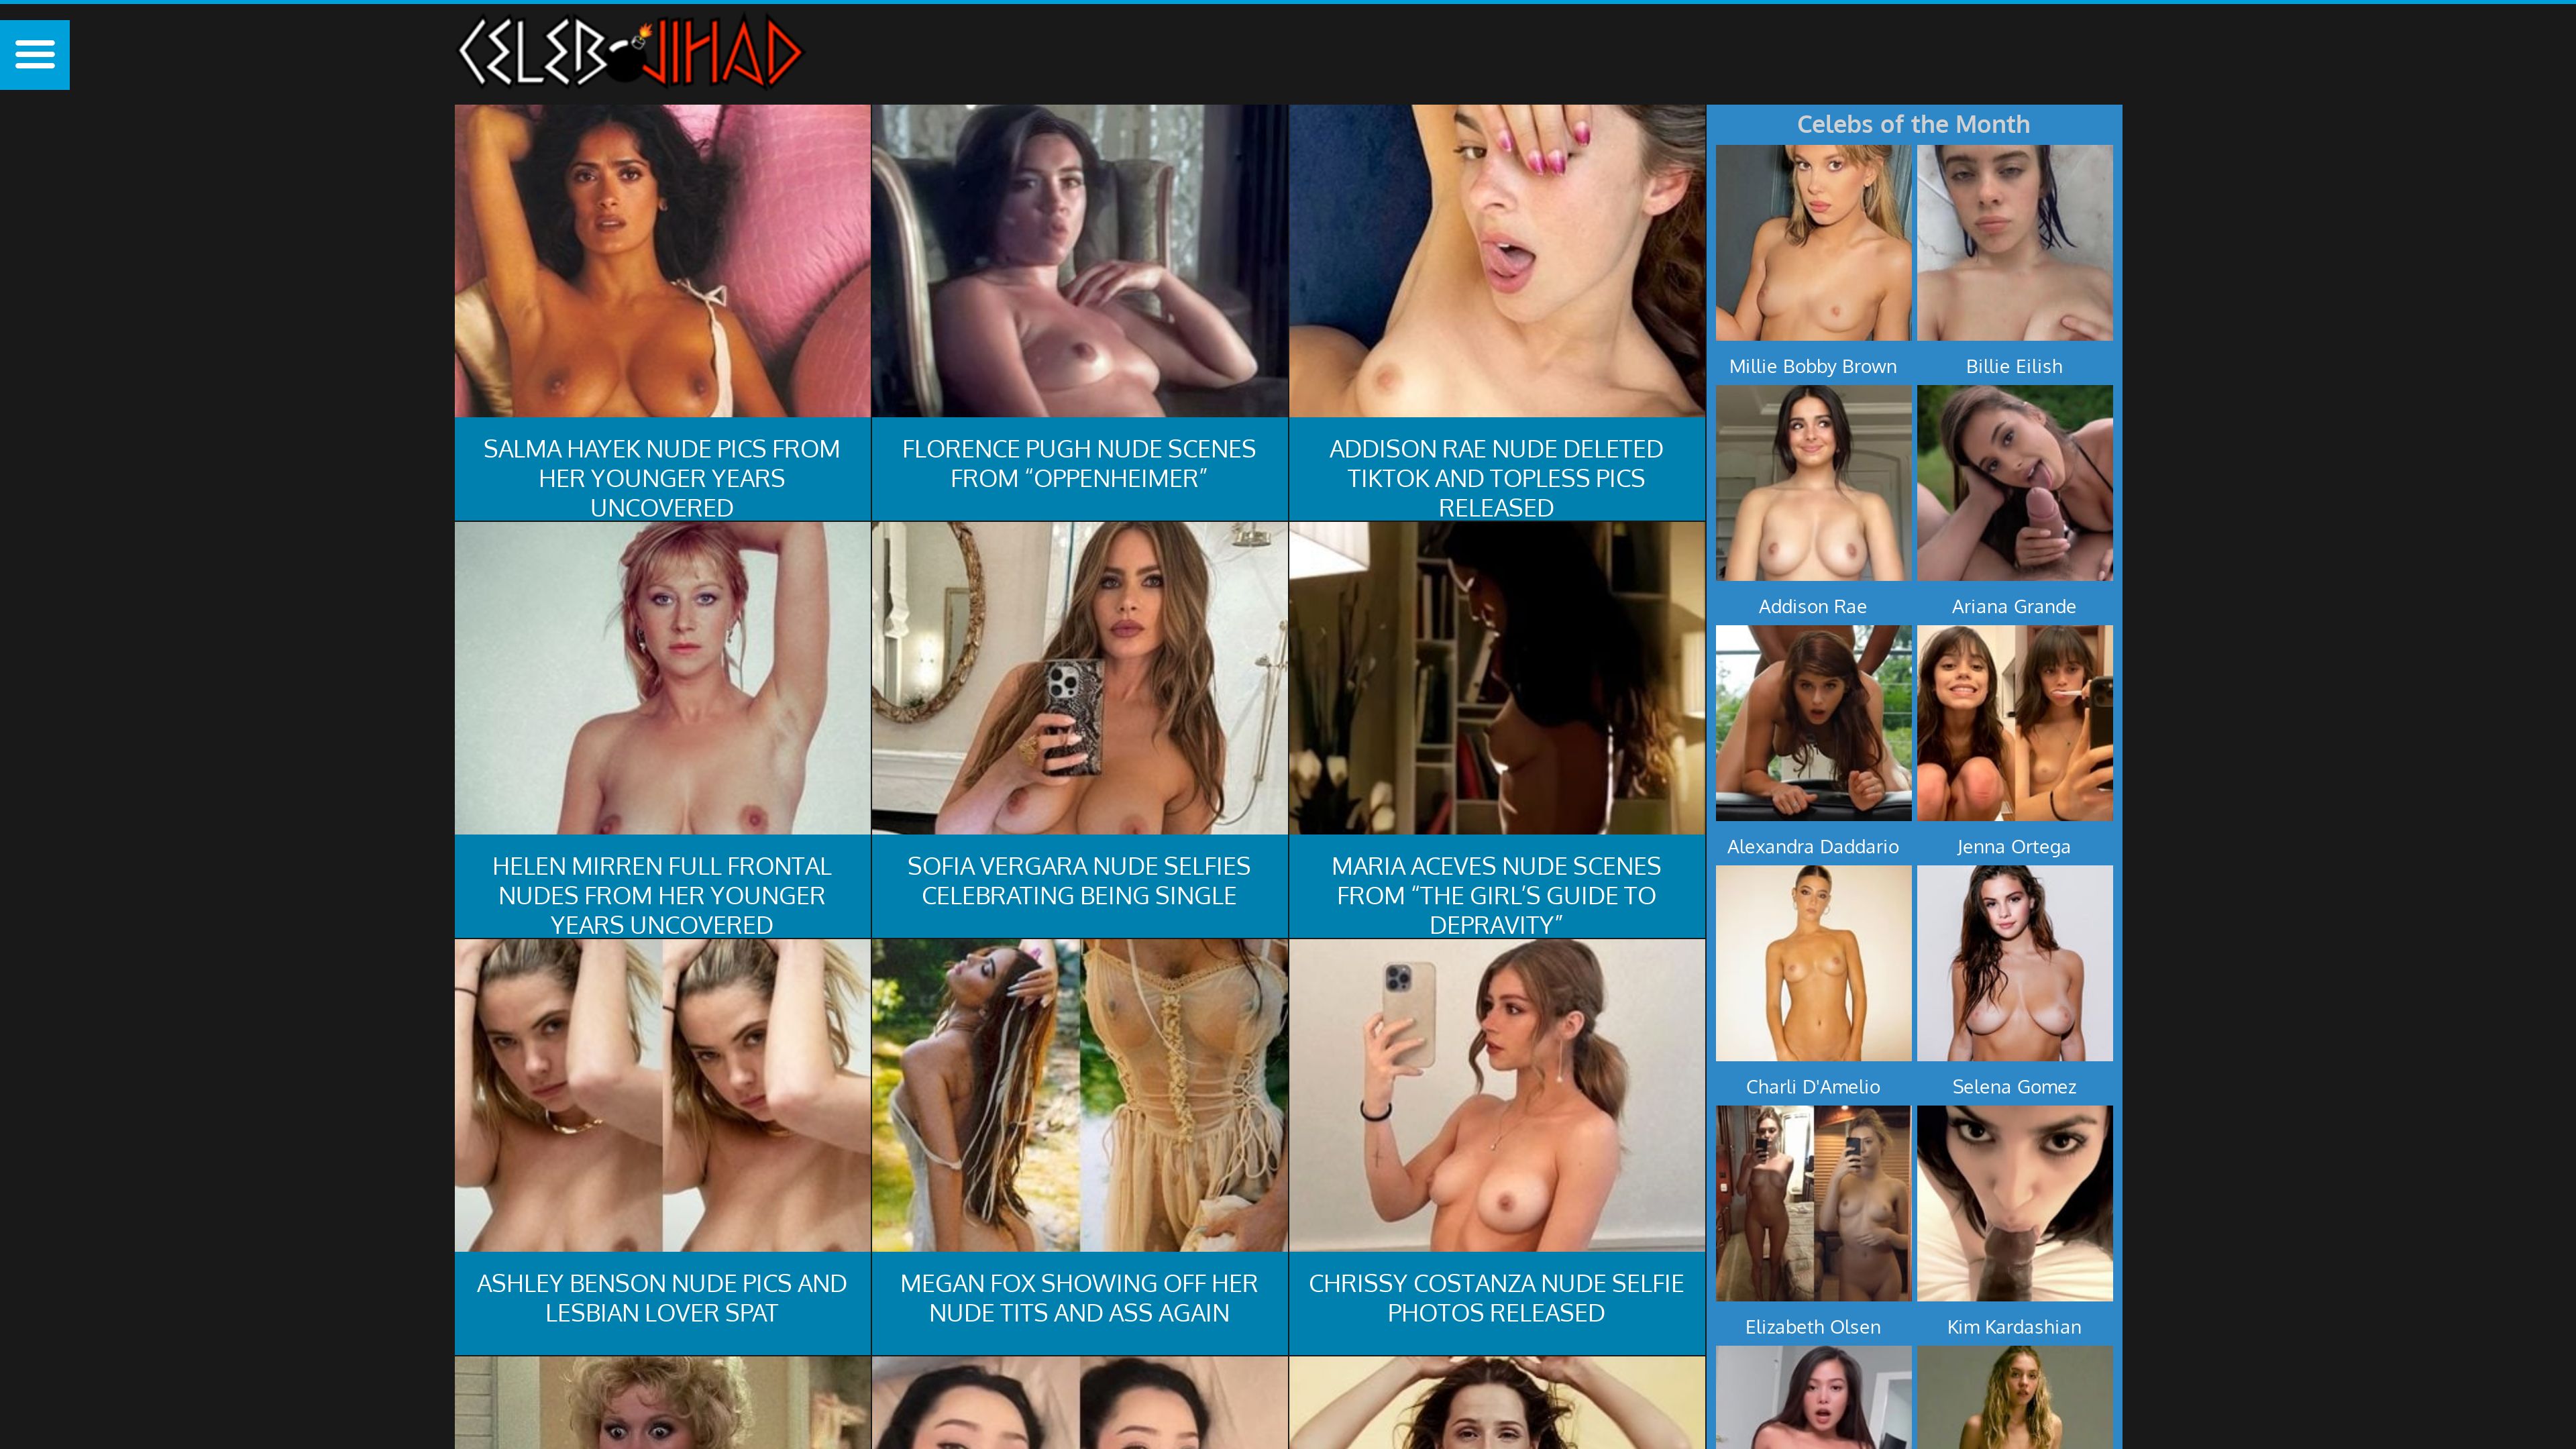 CELEB JIHAD
Celebs of the Month
SALMA HAYEK NUDE PICS FROM
HER YOUNGER YEARS
UNCOVERED
FLORENCE PUGH NUDE SCENES
FROM “OPPENHEIMER”
ADDISON RAE NUDE DELETED
TIKTOK AND TOPLESS PICS
RELEASED
HELEN MIRREN FULL FRONTAL
NUDES FROM HER YOUNGER
YEARS UNCOVERED
SOFIA VERGARA NUDE SELFIES
CELEBRATING BEING SINGLE
MARIA ACEVES NUDE SCENES
FROM “THE GIRL’S GUIDE TO
DEPRAVITY”
ASHLEY BENSON NUDE PICS AND
LESBIAN LOVER SPAT
MEGAN FOX SHOWING OFF HER
NUDE TITS AND ASS AGAIN
CHRISSY COSTANZA NUDE SELFIE
PHOTOS RELEASED
Millie Bobby Brown
Billie Eilish
Addison Rae
Ariana Grande
Alexandra Daddario
Jenna Ortega
Charli D'Amelio
Selena Gomez
Elizabeth Olsen
Kim Kardashian